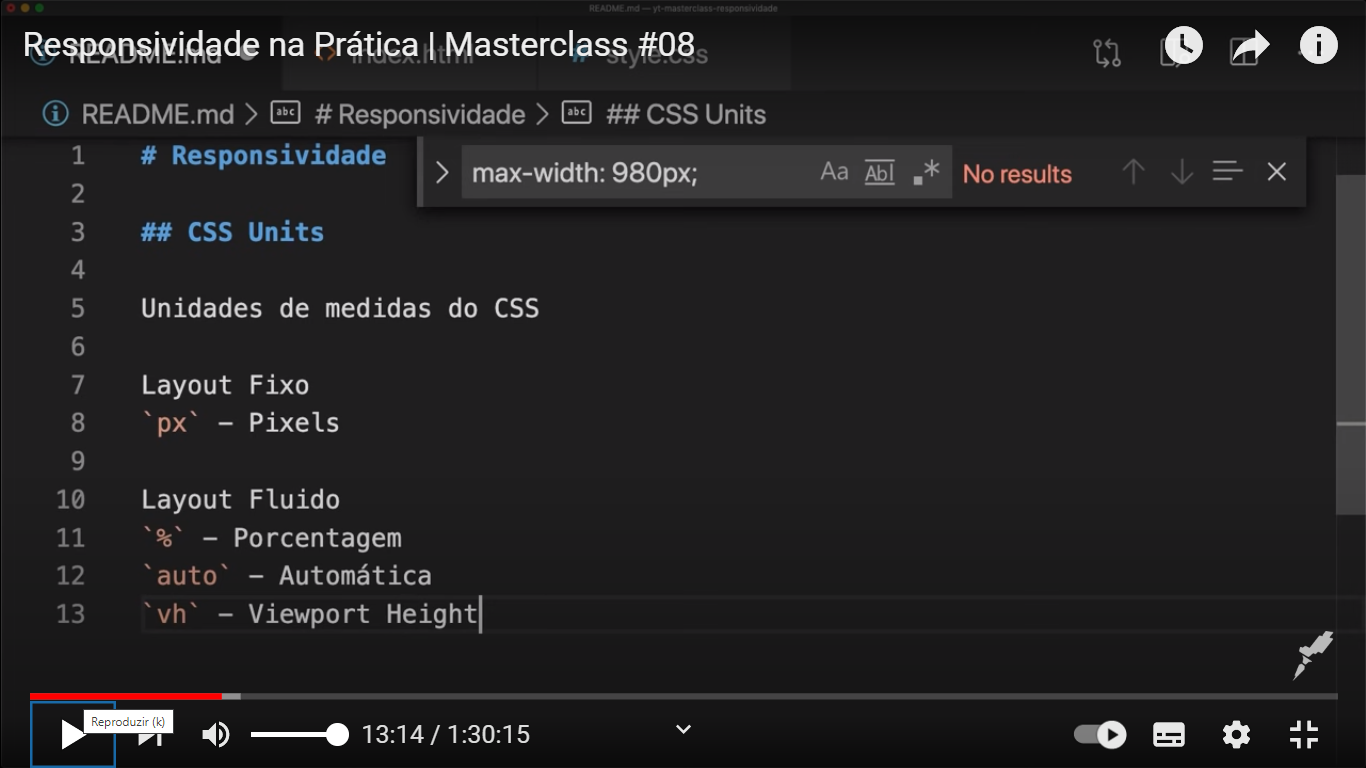 README.md — yt-masterclass-responsividade
Responsividade na Prática | Masterclass #08
README.md
index.html
style.css
README.md > # Responsividade > ## CSS Units
max-width: 980px;
Aa
Abl
.*
No results
1 # Responsividade
2
3 ## CSS Units
4
5 Unidades de medidas do CSS
6
7 Layout Fixo
8 `px` – Pixels
9
10 Layout Fluido
11 `%` – Porcentagem
12 `auto` – Automática
13 `vh` – Viewport Height
Reproduzir (k)
13:14 / 1:30:15